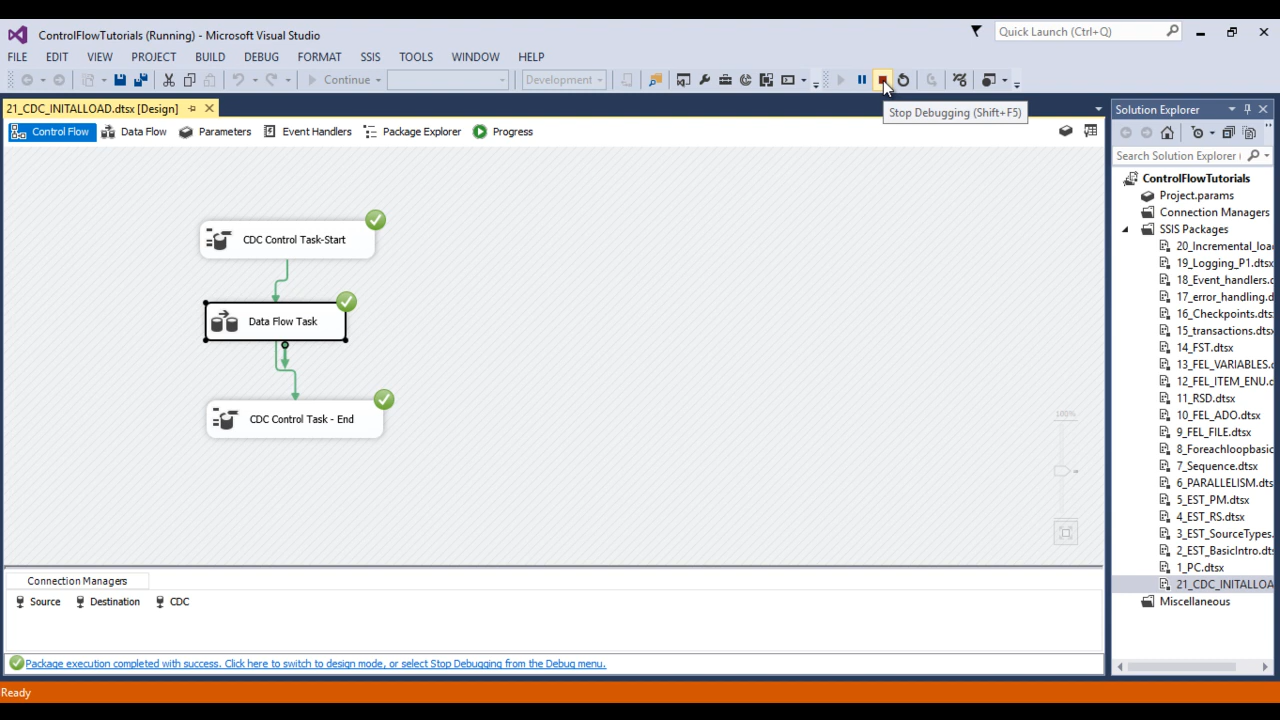 ControlFlowTutorials (Running) - Microsoft Visual Studio
Quick Launch (Ctrl+Q)
FILE EDIT VIEW PROJECT BUILD DEBUG FORMAT SSIS TOOLS WINDOW HELP
Continue Development
21_CDC_INITALLOAD.dtsx [Design]
Stop Debugging (Shift+F5)
Solution Explorer
Control Flow Data Flow Parameters Event Handlers Package Explorer Progress
Search Solution Explorer (
ControlFlowTutorials
Project.params
Connection Managers
SSIS Packages
20_Incremental_loa
19_Logging_P1.dtsx
18_Event_handlers.d
17_error_handling.d
16_Checkpoints.dts
15_transactions.dtsx
14_FST.dtsx
13_FEL_VARIABLES.
12_FEL_ITEM_ENU.d
11_RSD.dtsx
10_FEL_ADO.dtsx
9_FEL_FILE.dtsx
8_Foreachloopbasic
7_Sequence.dtsx
6_PARALLELISM.dts
5_EST_PM.dtsx
4_EST_RS.dtsx
3_EST_SourceTypes.
2_EST_BasicIntro.dts
1_PC.dtsx
21_CDC_INITALLOA
Miscellaneous
CDC Control Task-Start
Data Flow Task
CDC Control Task - End
100%
Connection Managers
Source Destination CDC
Package execution completed with success. Click here to switch to design mode, or select Stop Debugging from the Debug menu.
Ready